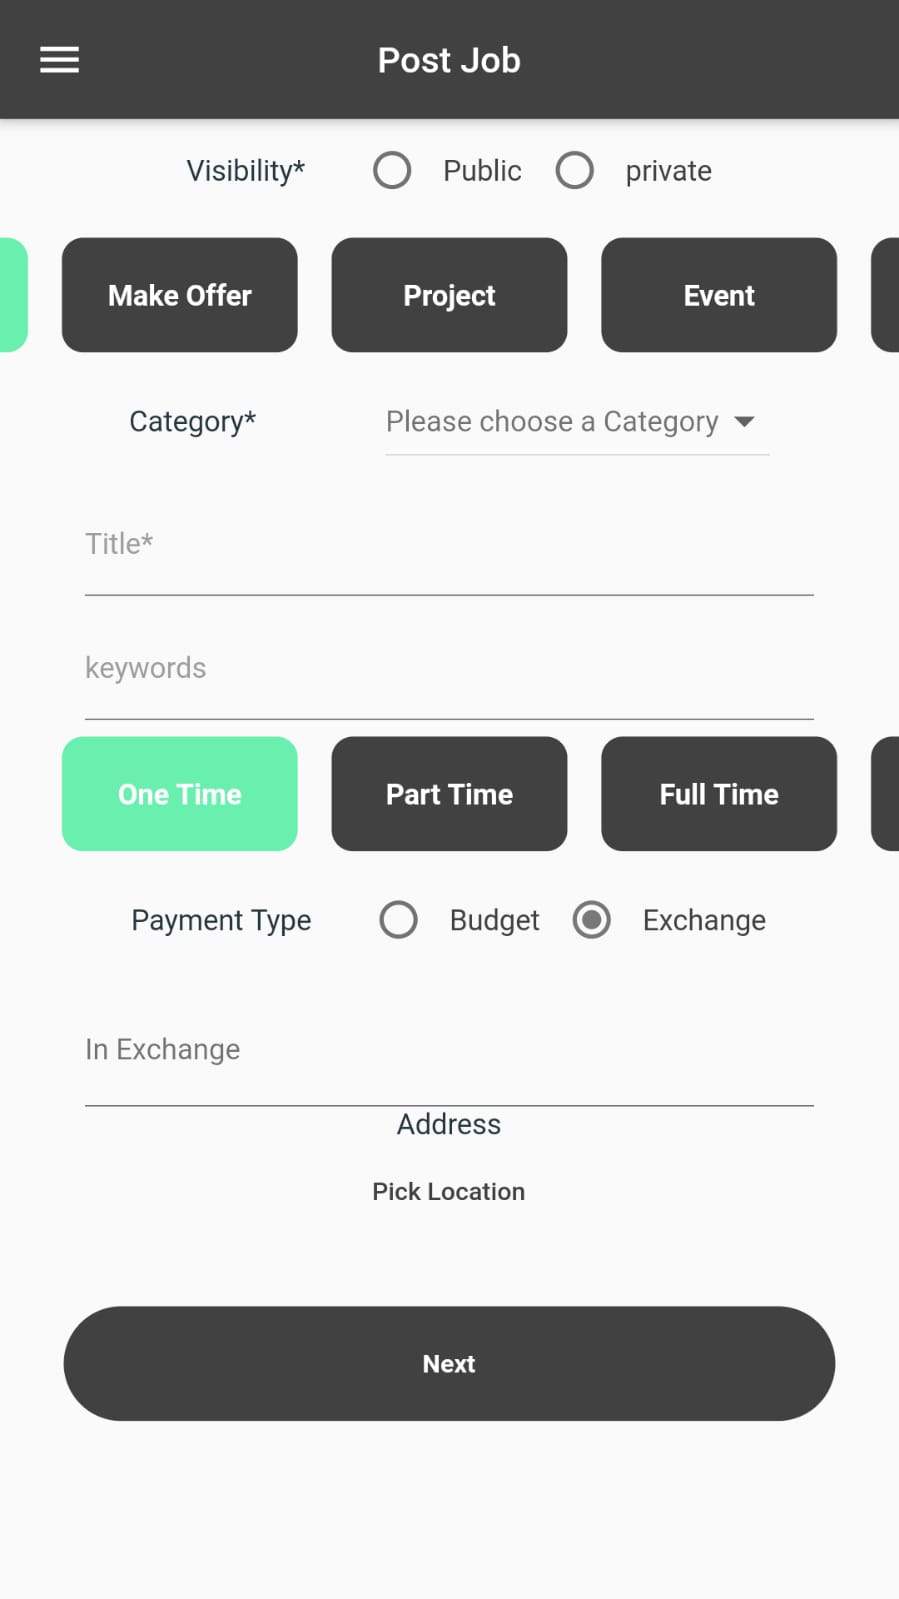 Post Job
Visibility* Public private
Make Offer Project Event
Category* Please choose a Category
Title*
keywords
One Time Part Time Full Time
Payment Type Budget Exchange
In Exchange
Address
Pick Location
Next